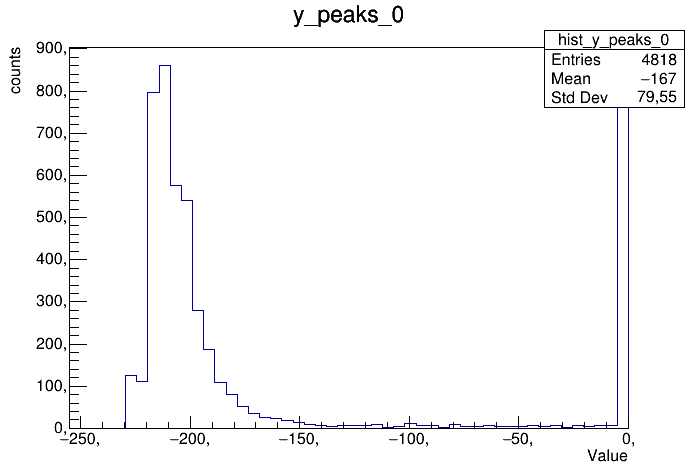 y_peaks_0
hist_y_peaks_0
Entries 4818
Mean −167
Std Dev 79,55
counts
900,
800,
700,
600,
500,
400,
300,
200,
100,
0
−250, −200, −150, −100, −50, 0,
Value